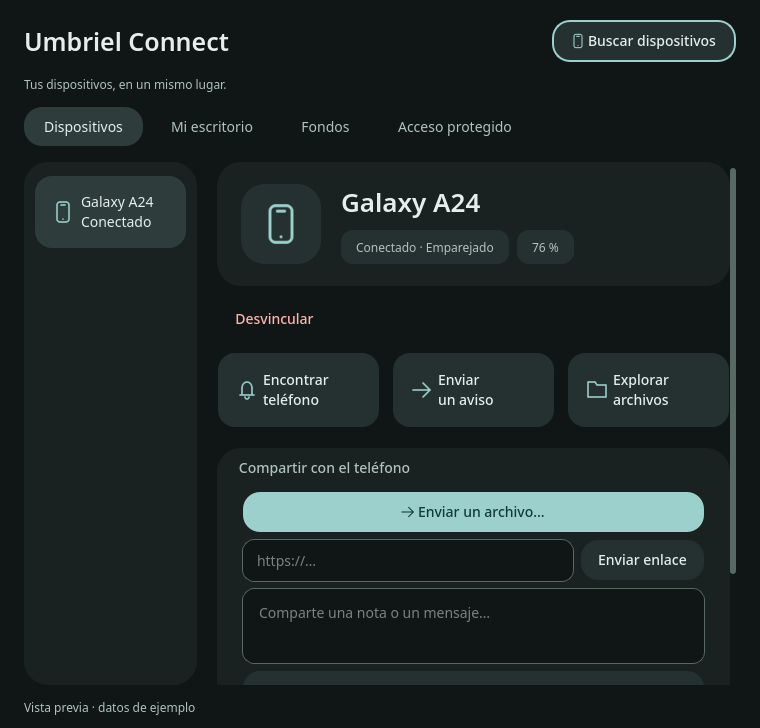 Umbriel Connect
Buscar dispositivos
Tus dispositivos, en un mismo lugar.
Dispositivos
Mi escritorio
Fondos
Acceso protegido
Galaxy A24
Conectado
Galaxy A24
Conectado · Emparejado
76 %
Desvincular
Encontrar
teléfono
Enviar
un aviso
Explorar
archivos
Compartir con el teléfono
Enviar un archivo...
https://...
Enviar enlace
Comparte una nota o un mensaje...
Vista previa · datos de ejemplo